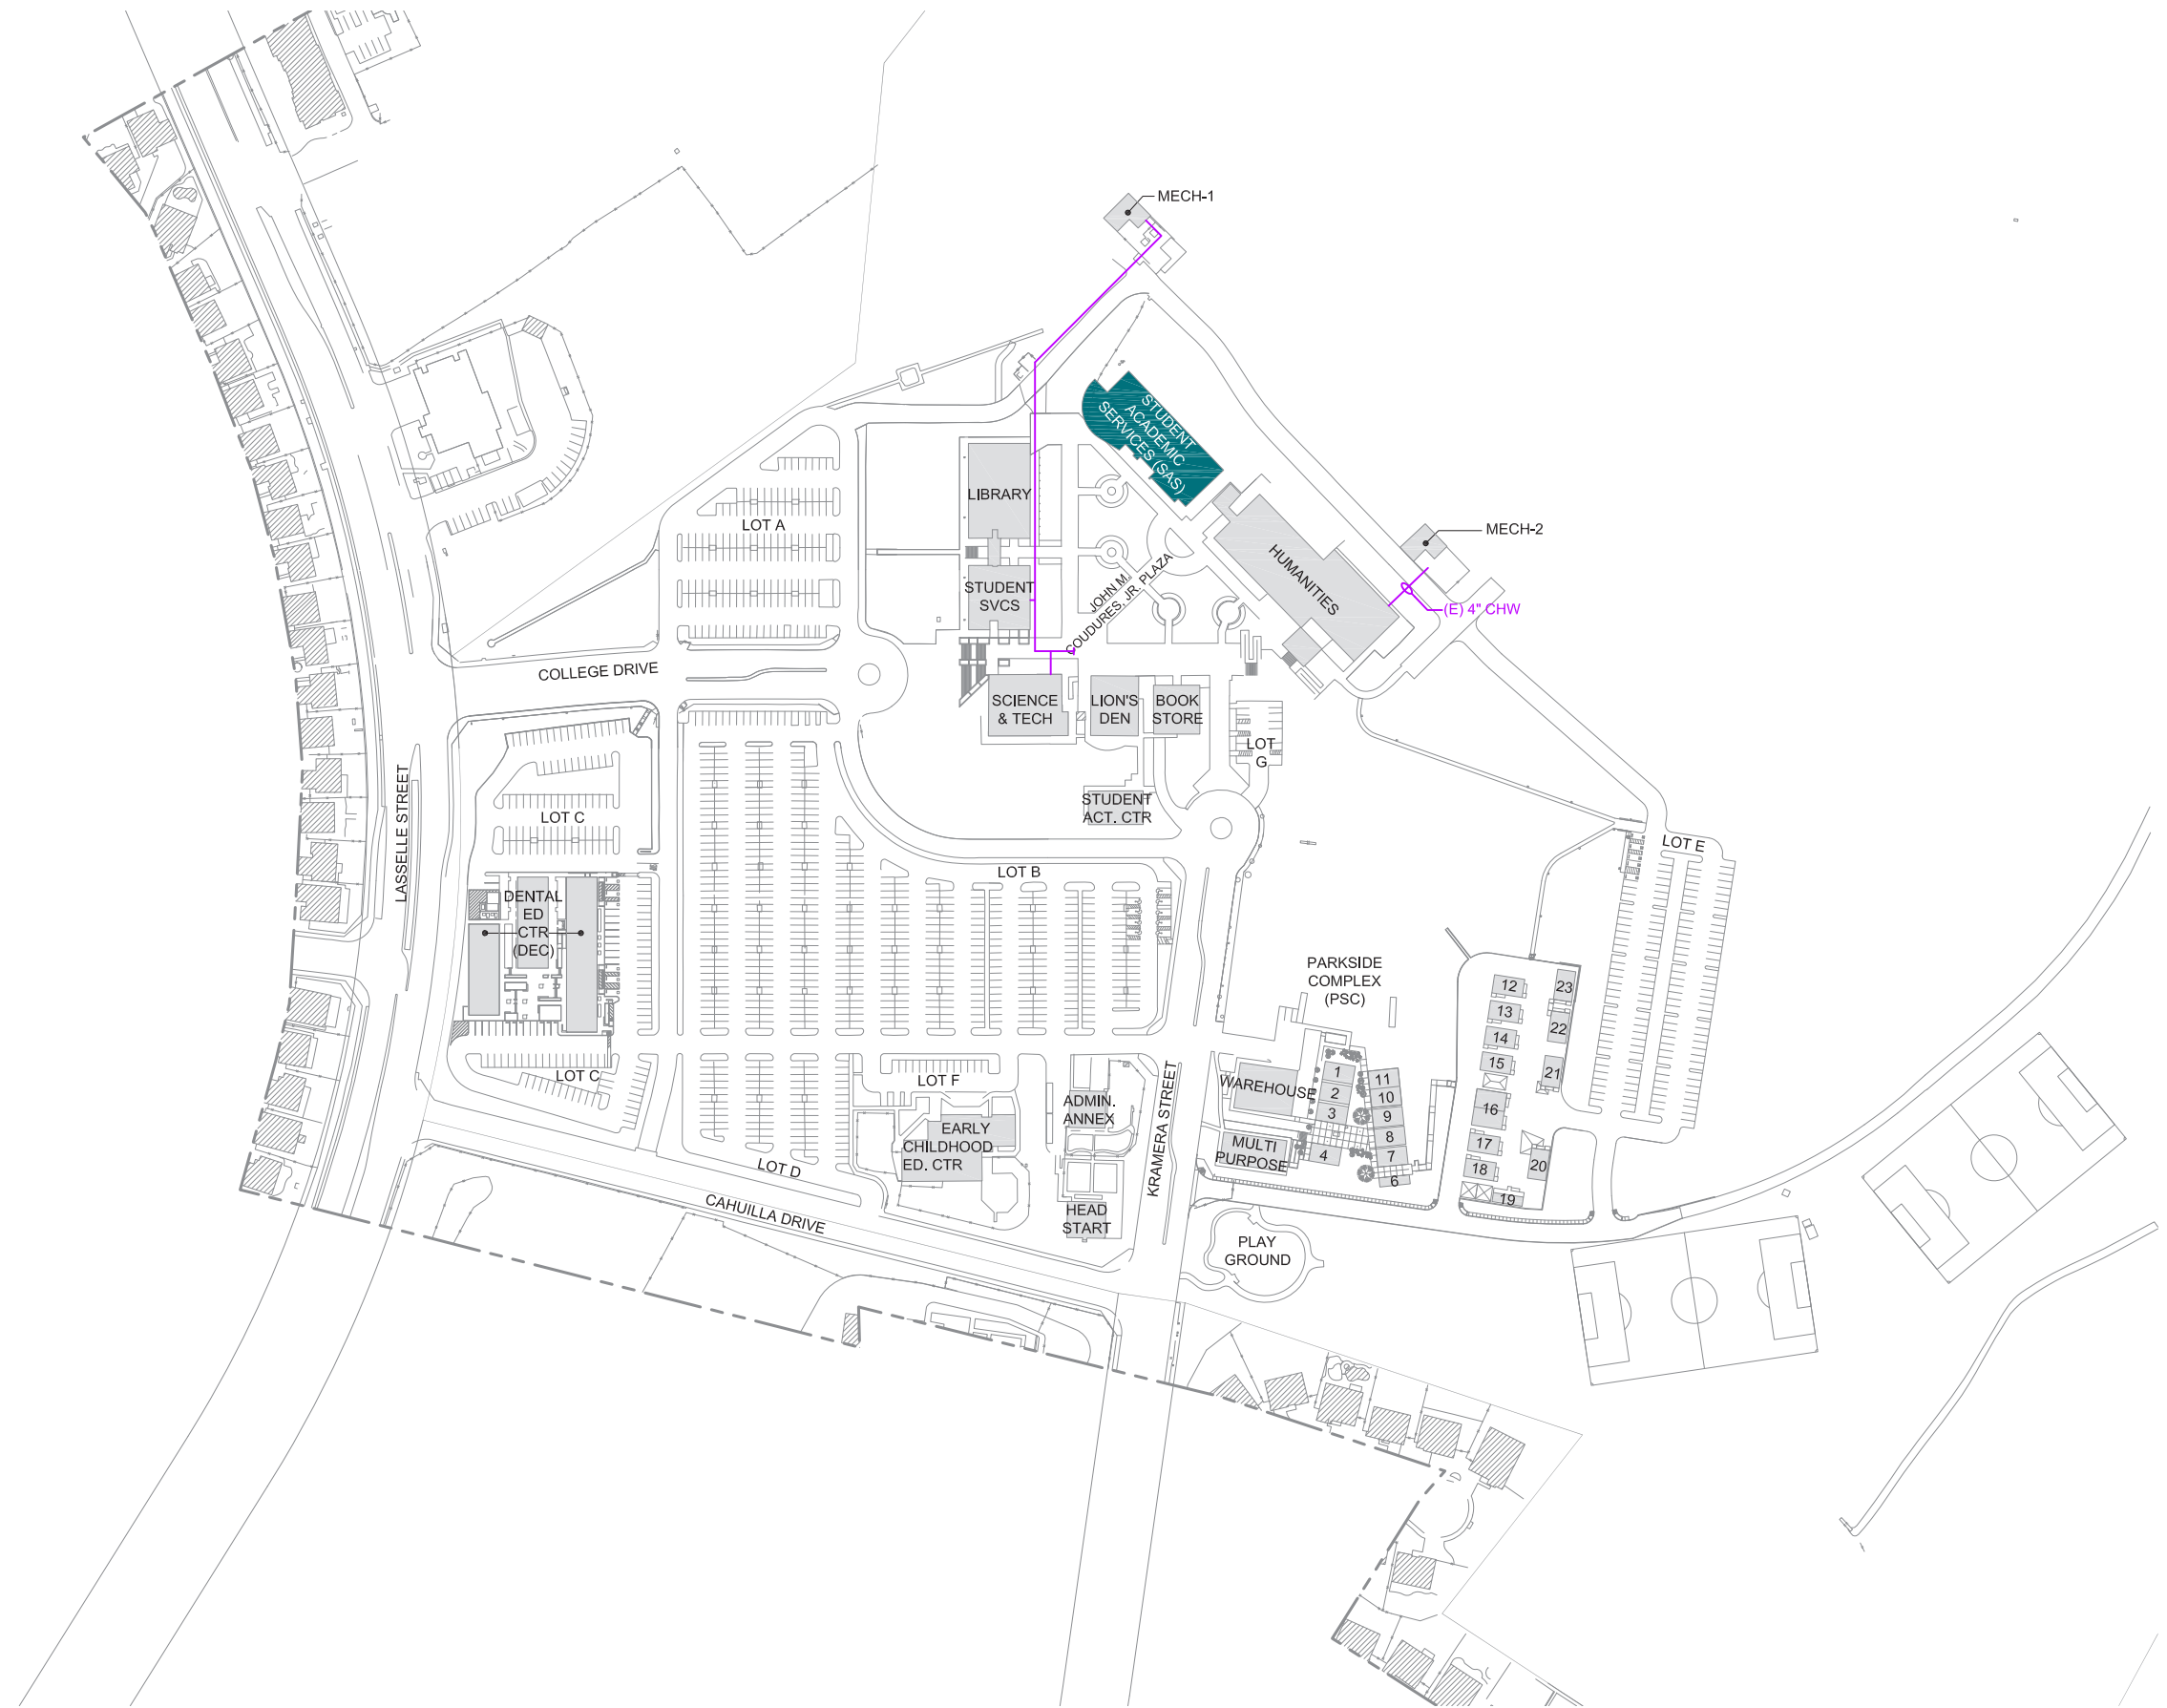 MECH-1
STUDENT
ACADEMIC
SERVICES (SAS)
LIBRARY
LOT A
MECH-2
HUMANITIES
STUDENT
SVCS
JOHN M.
COUDURES, JR. PLAZA
(E) 4" CHW
COLLEGE DRIVE
SCIENCE
& TECH
LION'S
DEN
BOOK
STORE
LOT
G
LASSELLE STREET
LOT C
STUDENT
ACT. CTR
LOT E
LOT B
DENTAL
ED
CTR
(DEC)
PARKSIDE
COMPLEX
(PSC)
12
13
14
15
16
17
18
19
20
21
22
23
LOT C
LOT F
WAREHOUSE
1
2
3
4
11
10
9
8
7
6
ADMIN.
ANNEX
KRAMERA STREET
EARLY
CHILDHOOD
ED. CTR
MULTI
PURPOSE
LOT D
CAHUILLA DRIVE
HEAD
START
PLAY
GROUND